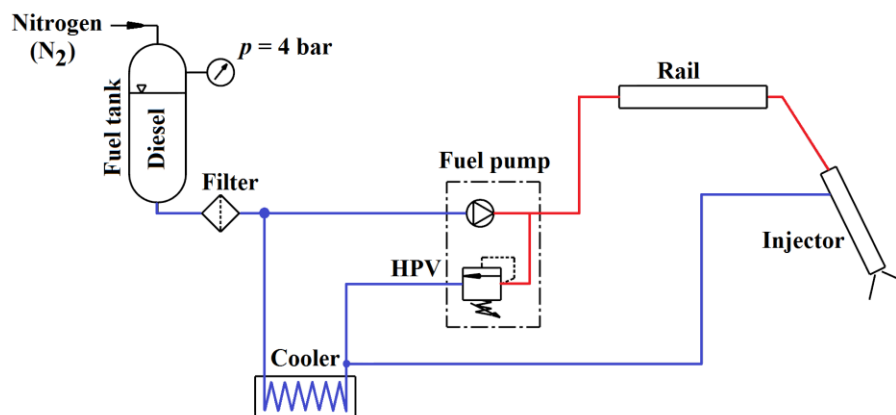 Nitrogen
(N2)
p = 4 bar
Fuel tank
Diesel
Filter
Fuel pump
HPV
Rail
Injector
Cooler